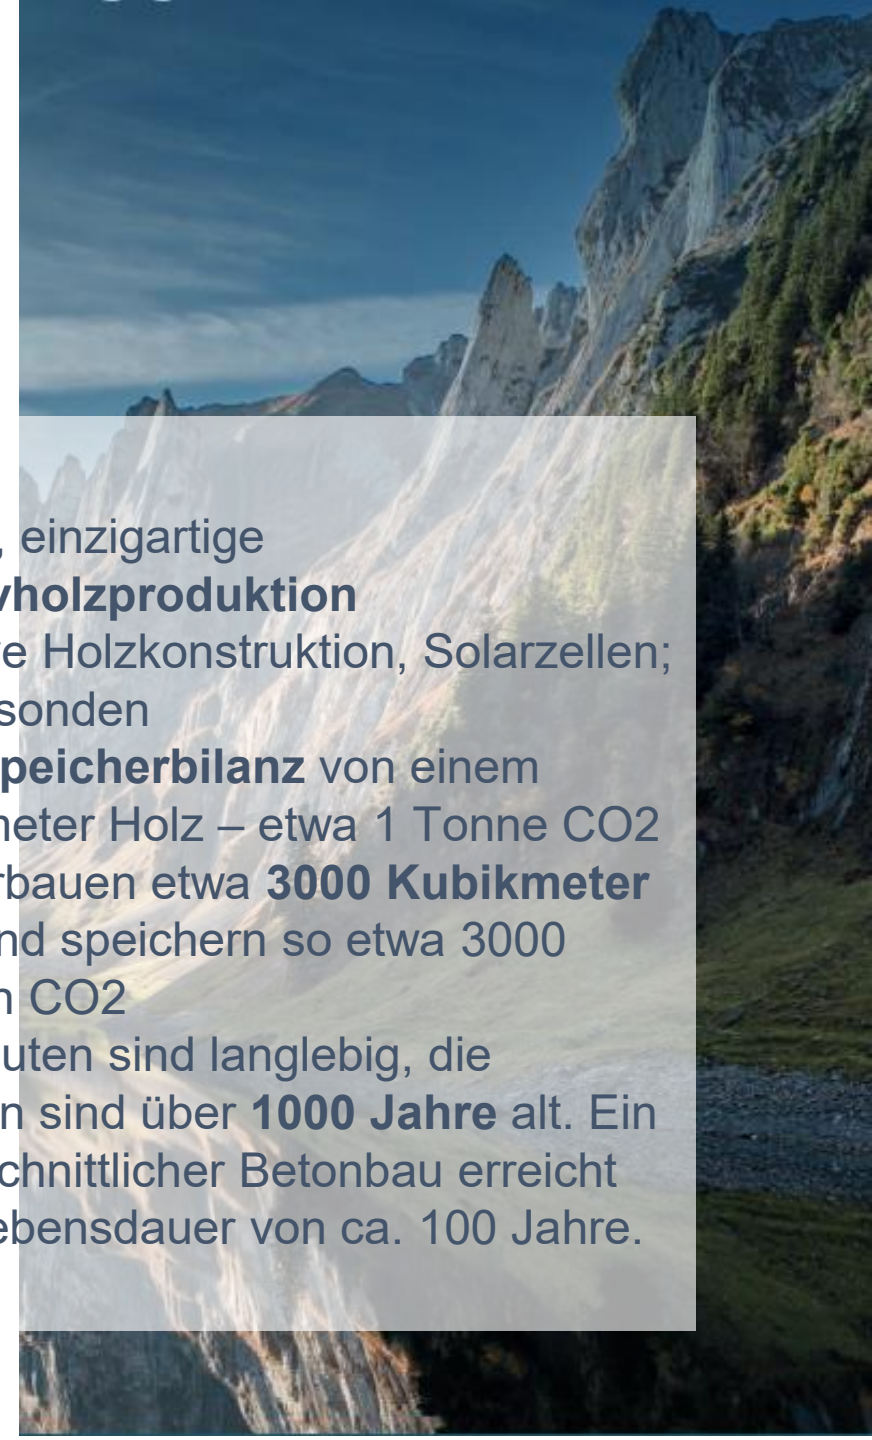 , einzigartige
vholzproduktion
e Holzkonstruktion, Solarzellen;
sonden
peicherbilanz von einem
neter Holz – etwa 1 Tonne CO2
rbauen etwa 3000 Kubikmeter
nd speichern so etwa 3000
n CO2
uten sind langlebig, die
n sind über 1000 Jahre alt. Ein
chnittlicher Betonbau erreicht
ebensdauer von ca. 100 Jahre.